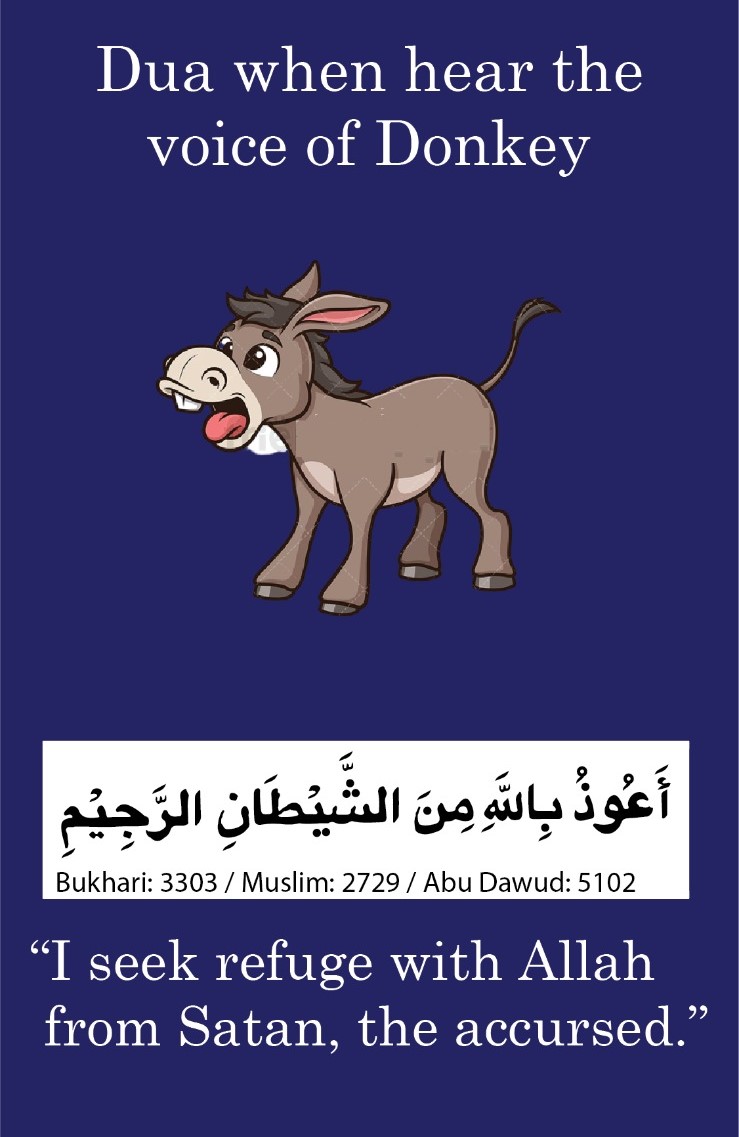 Dua when hear the
voice of Donkey
أَعُوذُ بِاللَّهِ مِنَ الشَّيْطَانِ الرَّجِيْمِ
Bukhari: 3303 / Muslim: 2729 / Abu Dawud: 5102
“I seek refuge with Allah
from Satan, the accursed.”